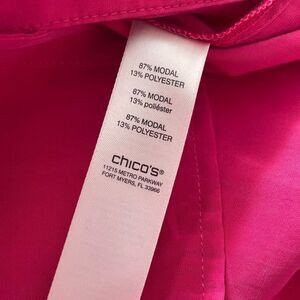 87% MODAL
13% POLYESTER
87% MODAL
13% poliéster
87% MODAL
13% POLYESTER
chico's®
11215 METRO PARKWAY
FORT MYERS, FL 33966